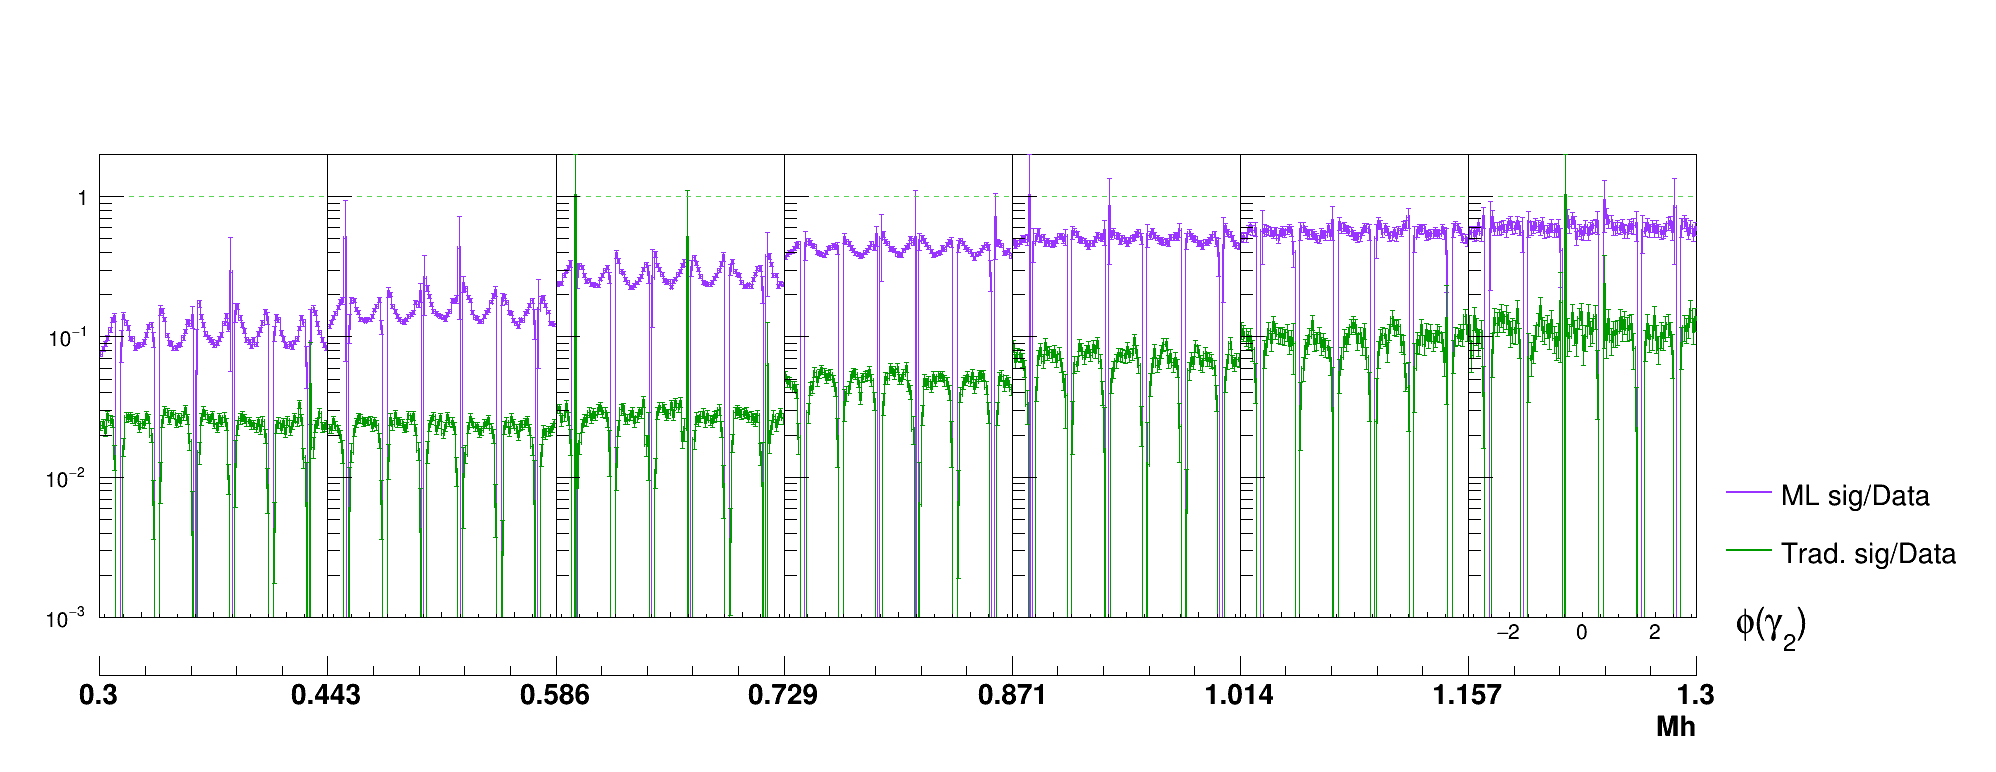 1
10⁻¹
10⁻²
10⁻³
ML sig/Data
Trad. sig/Data
−2 0 2
ϕ(γ₂)
0.3 0.443 0.586 0.729 0.871 1.014 1.157 1.3
Mh